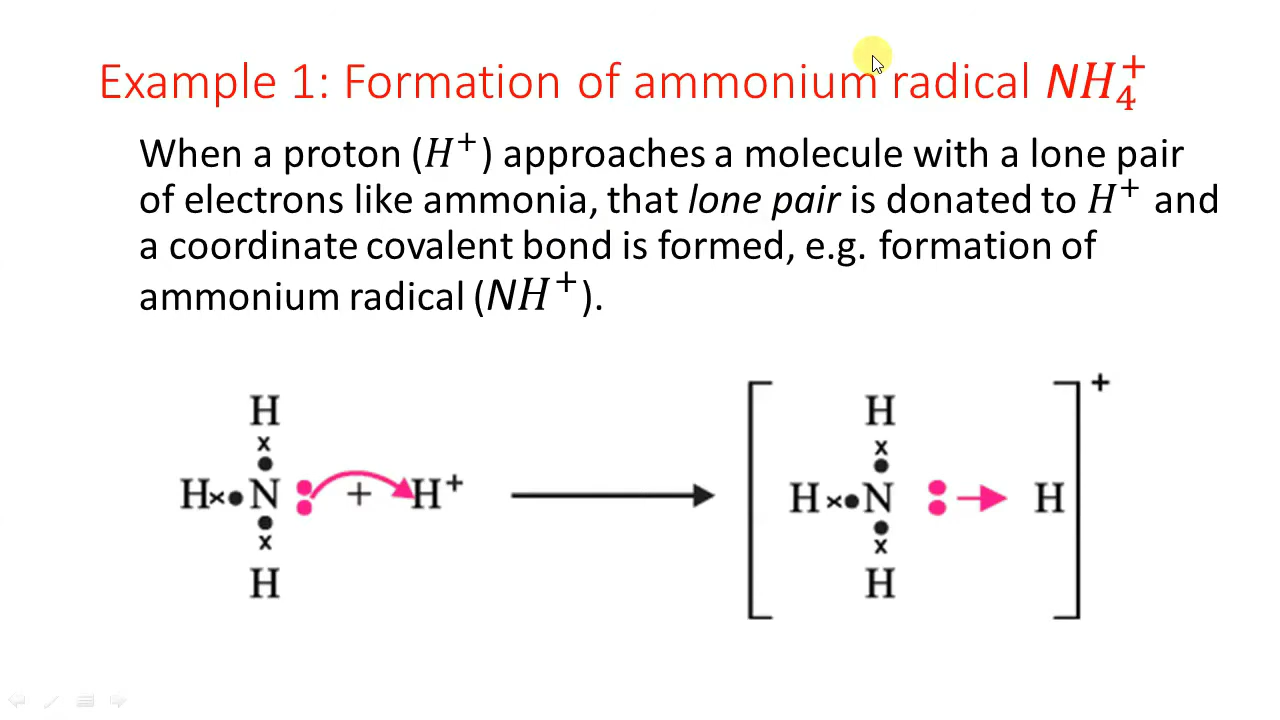 Example 1: Formation of ammonium radical NH₄⁺
When a proton (H⁺) approaches a molecule with a lone pair
of electrons like ammonia, that lone pair is donated to H⁺ and
a coordinate covalent bond is formed, e.g. formation of
ammonium radical (NH⁺).
H H +
x x
H x N + H⁺ H x N H
x x
H H